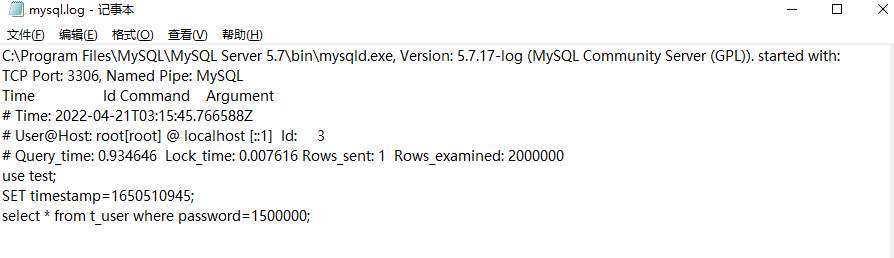 mysql.log - 记事本
文件(F) 编辑(E) 格式(O) 查看(V) 帮助(H)
C:\Program Files\MySQL\MySQL Server 5.7\bin\mysqld.exe, Version: 5.7.17-log (MySQL Community Server (GPL)). started with:
TCP Port: 3306, Named Pipe: MySQL
Time Id Command Argument
# Time: 2022-04-21T03:15:45.766588Z
# User@Host: root[root] @ localhost [::1] Id: 3
# Query_time: 0.934646 Lock_time: 0.007616 Rows_sent: 1 Rows_examined: 2000000
use test;
SET timestamp=1650510945;
select * from t_user where password=1500000;